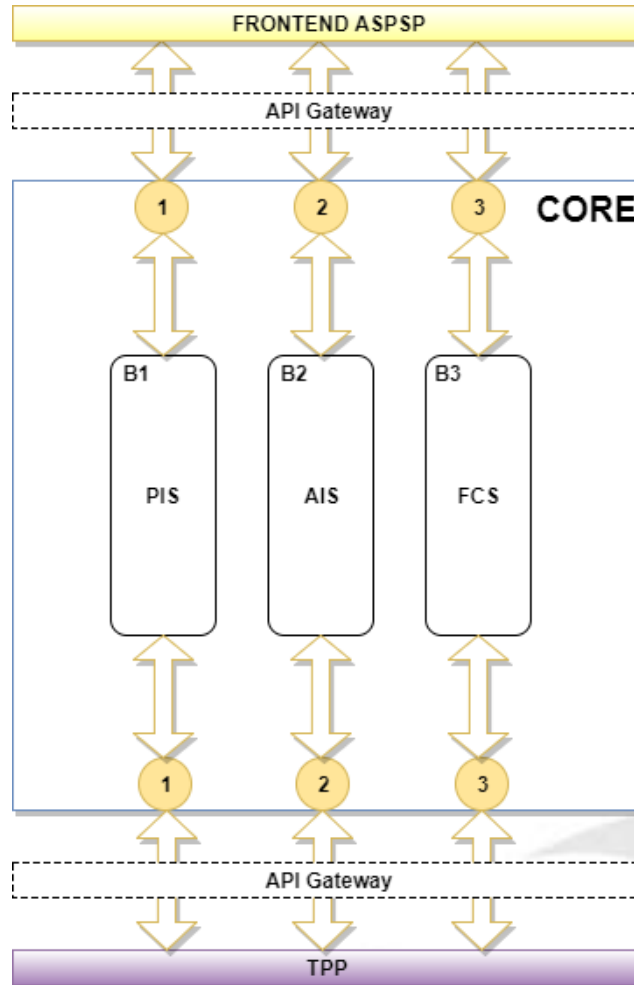 FRONTEND ASPSP
API Gateway
1 2 3 CORE
B1 B2 B3
PIS AIS FCS
1 2 3
API Gateway
TPP